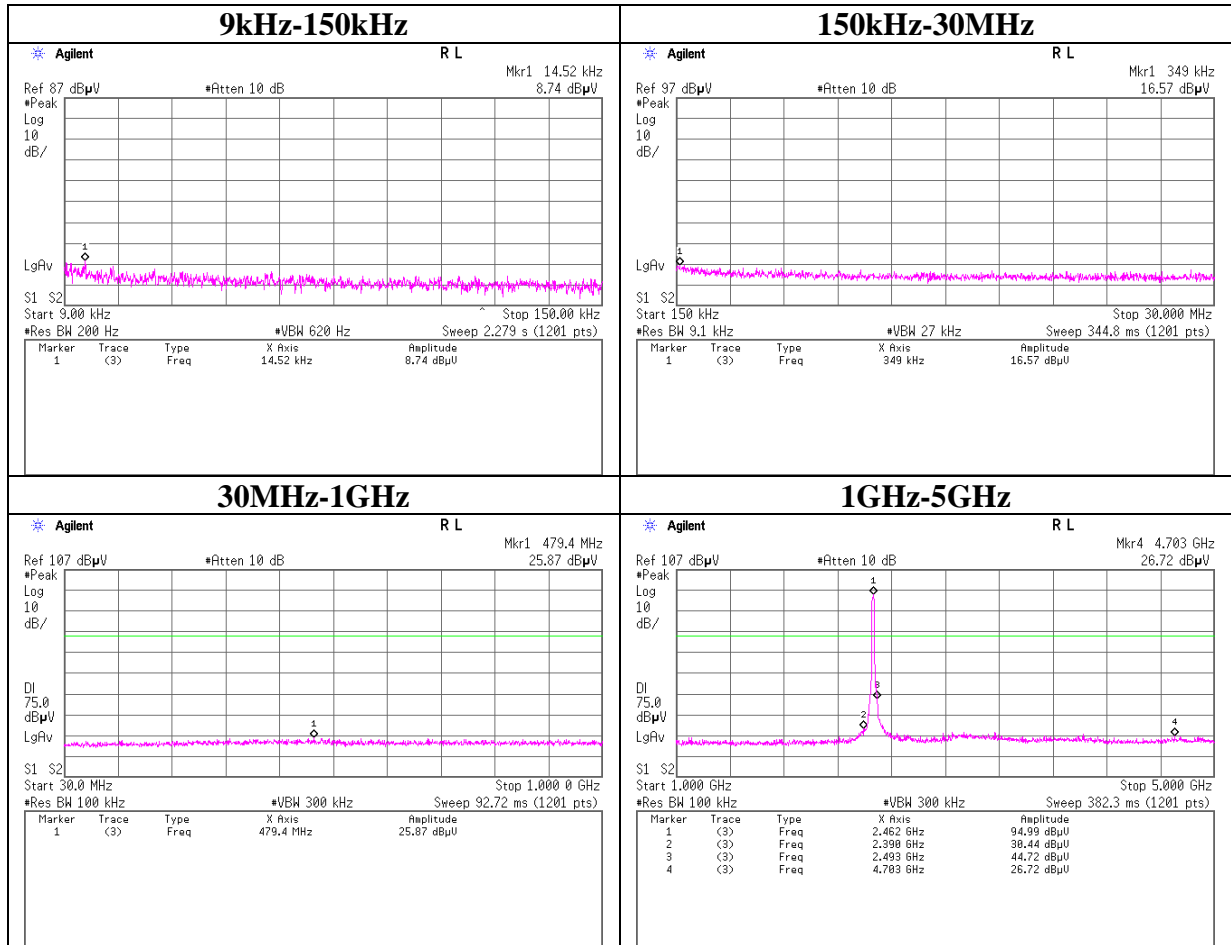 9kHz-150kHz
Agilent
R L
Mkr1 14.52 kHz
Ref 87 dBµV #Atten 10 dB 8.74 dBµV
#Peak
Log
10
dB/
1
LgAv
S1 S2
Start 9.00 kHz ^ Stop 150.00 kHz
#Res BW 200 Hz #VBW 620 Hz Sweep 2.279 s (1201 pts)
Marker Trace Type X Axis Amplitude
1 (3) Freq 14.52 kHz 8.74 dBµV
150kHz-30MHz
Agilent
R L
Mkr1 349 kHz
Ref 97 dBµV #Atten 10 dB 16.57 dBµV
#Peak
Log
10
dB/
1
LgAv
S1 S2
Start 150 kHz Stop 30.000 MHz
#Res BW 9.1 kHz #VBW 27 kHz Sweep 344.8 ms (1201 pts)
Marker Trace Type X Axis Amplitude
1 (3) Freq 349 kHz 16.57 dBµV
30MHz-1GHz
Agilent
R L
Mkr1 479.4 MHz
Ref 107 dBµV #Atten 10 dB 25.87 dBµV
#Peak
Log
10
dB/
DI
75.0
dBµV
1
LgAv
S1 S2
Start 30.0 MHz Stop 1.000 0 GHz
#Res BW 100 kHz #VBW 300 kHz Sweep 92.72 ms (1201 pts)
Marker Trace Type X Axis Amplitude
1 (3) Freq 479.4 MHz 25.87 dBµV
1GHz-5GHz
Agilent
R L
Mkr4 4.703 GHz
Ref 107 dBµV #Atten 10 dB 26.72 dBµV
#Peak
1
Log
10
dB/
DI
3
75.0
dBµV
2
4
LgAv
S1 S2
Start 1.000 GHz Stop 5.000 GHz
#Res BW 100 kHz #VBW 300 kHz Sweep 382.3 ms (1201 pts)
Marker Trace Type X Axis Amplitude
1 (3) Freq 2.462 GHz 94.99 dBµV
2 (3) Freq 2.390 GHz 30.44 dBµV
3 (3) Freq 2.493 GHz 44.72 dBµV
4 (3) Freq 4.703 GHz 26.72 dBµV